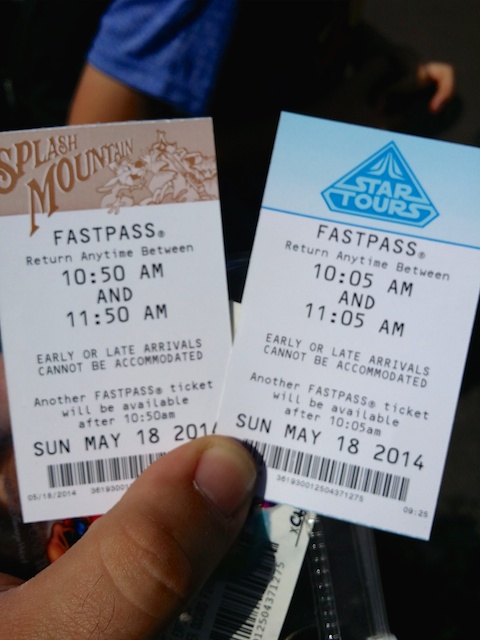 SPLASH
MOUNTAIN
FASTPASS®
Return Anytime Between
10:50 AM
AND
11:50 AM
EARLY OR LATE ARRIVALS
CANNOT BE ACCOMMODATED
Another FASTPASS® ticket
will be available
after 10:50am
SUN MAY 18 2014
STAR
TOURS
FASTPASS®
Return Anytime Between
10:05 AM
AND
11:05 AM
EARLY OR LATE ARRIVALS
CANNOT BE ACCOMMODATED
Another FASTPASS® ticket
will be available
after 10:05am
SUN MAY 18 2014
361930012504371275
09:25